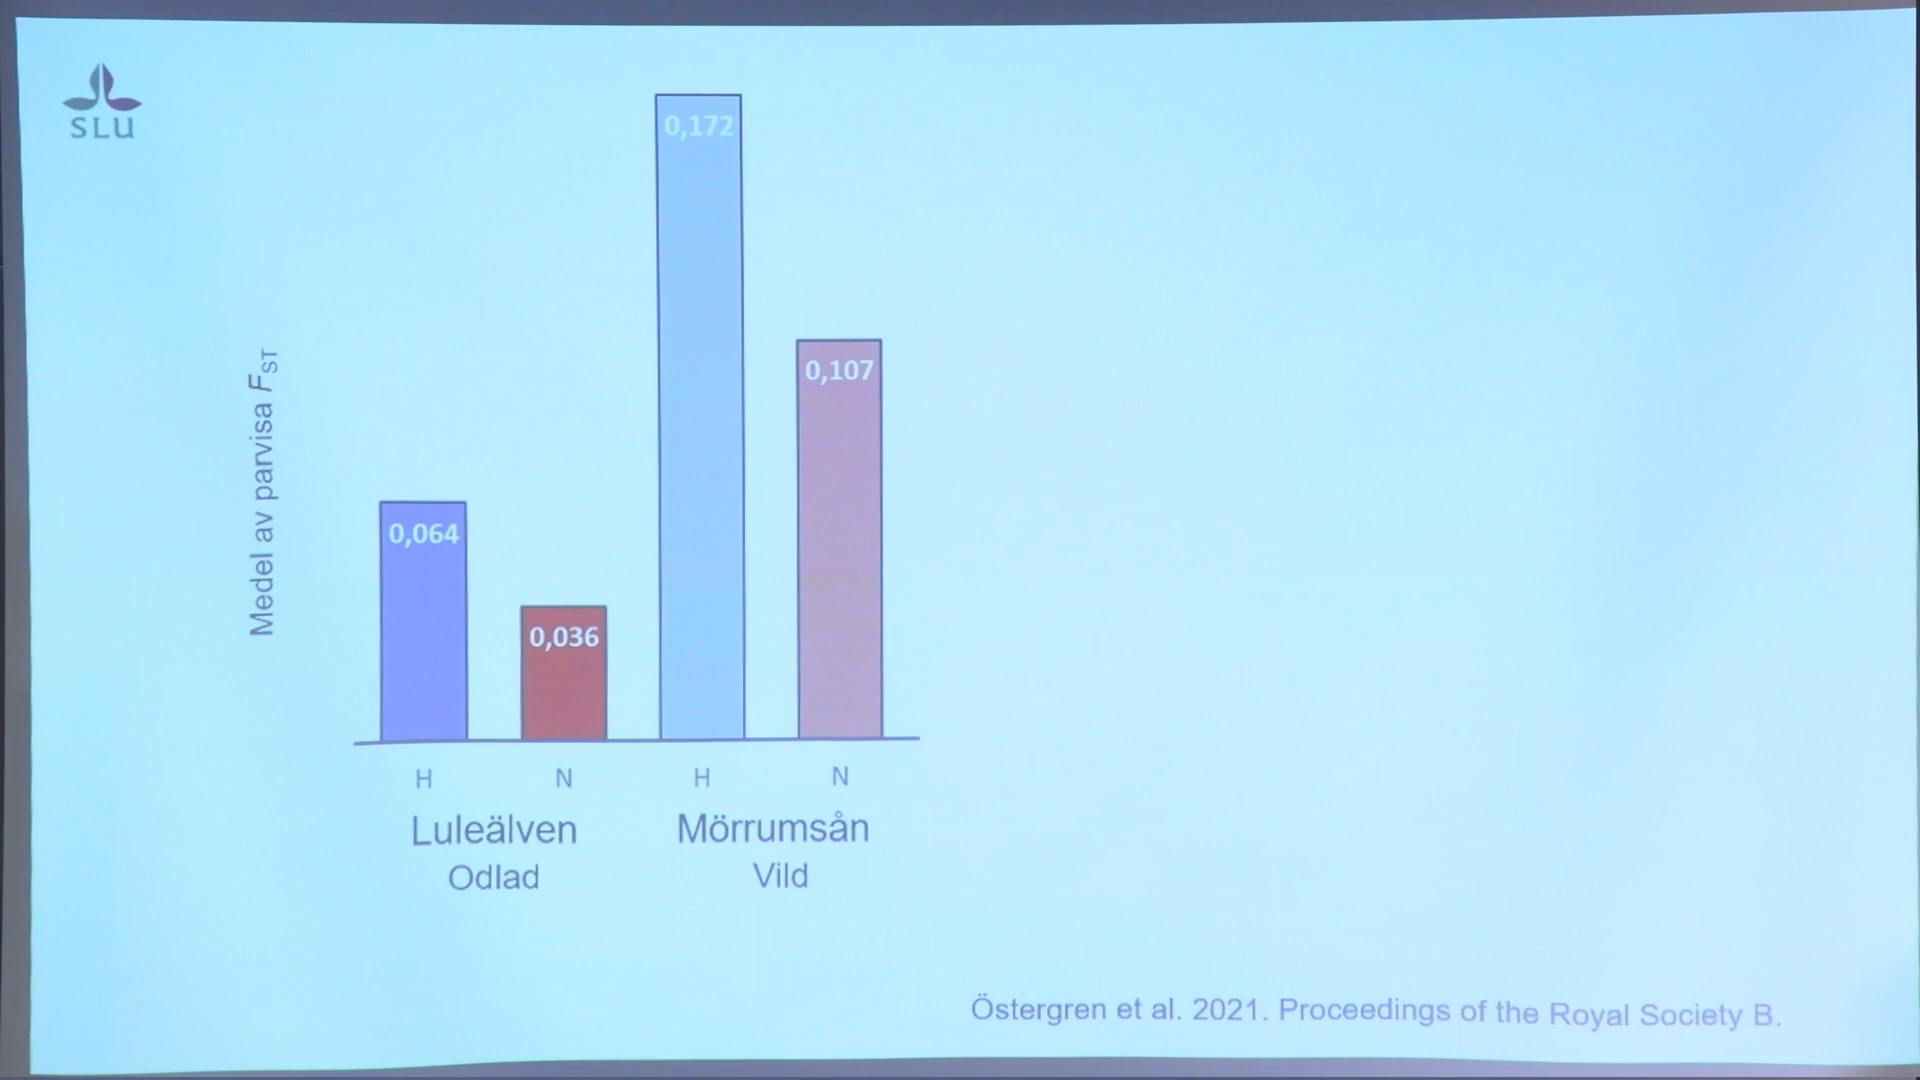 SLU
Medel av parvisa FST
0,064
0,036
0,172
0,107
H N H N
Luleälven Mörrumsån
Odlad Vild
Östergren et al. 2021. Proceedings of the Royal Society B.